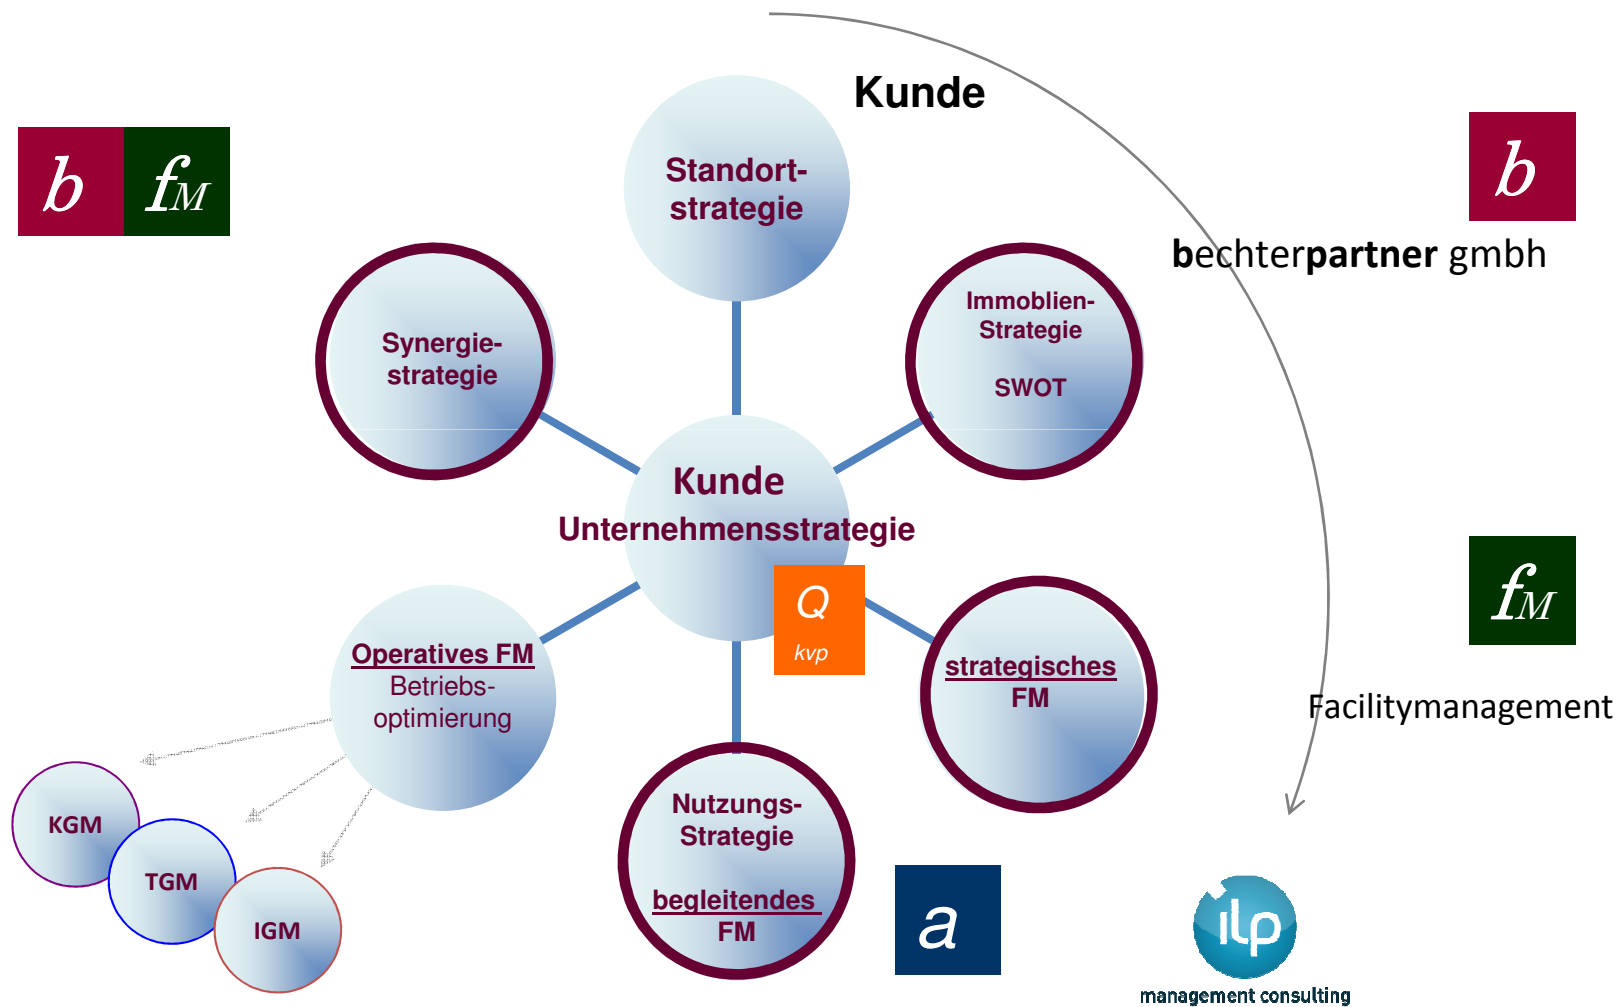 Kunde
b fM
b
Standort-
strategie
bechterpartner gmbh
Immoblien-
Strategie
SWOT
Synergie-
strategie
Kunde
Unternehmensstrategie
Q
kvp
fM
Operatives FM
Betriebs-
optimierung
strategisches
FM
Facilitymanagement
Nutzungs-
Strategie
begleitendes
FM
KGM
TGM
IGM
a
ilp
management consulting